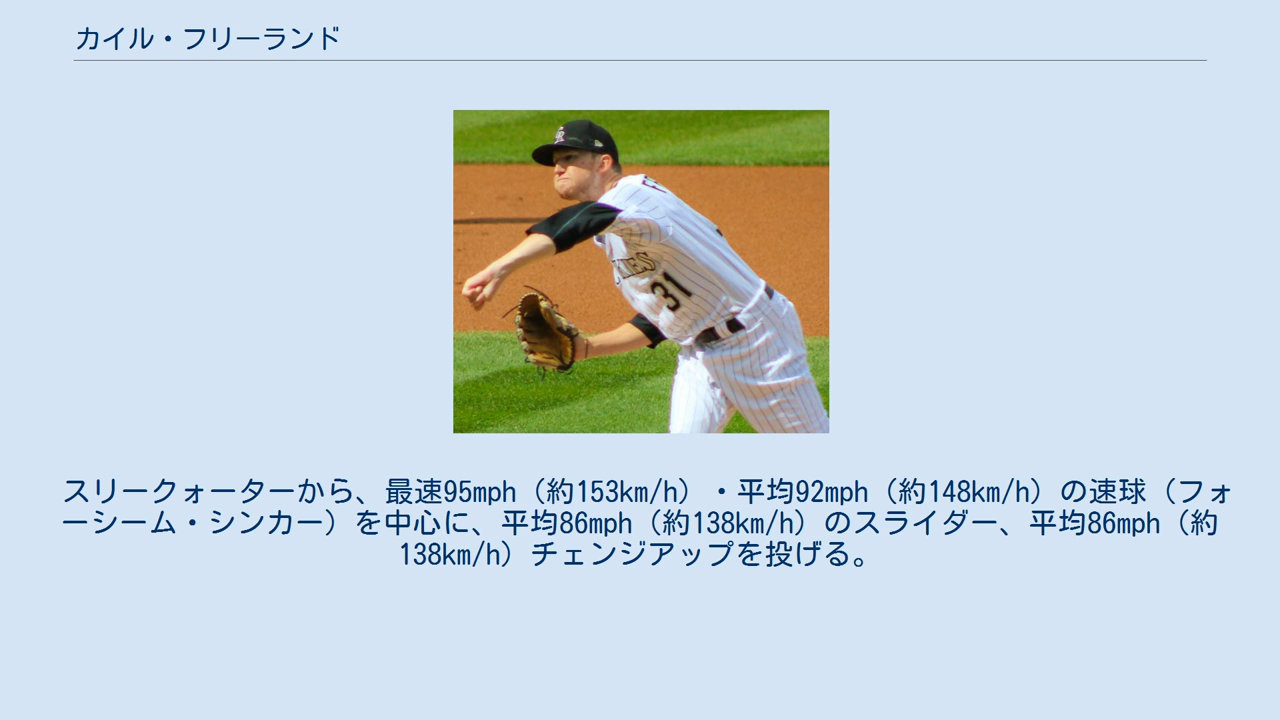 カイル・フリーランド
31
スリークォーターから、最速95mph（約153km/h）・平均92mph（約148km/h）の速球（フォ
ーシーム・シンカー）を中心に、平均86mph（約138km/h）のスライダー、平均86mph（約
138km/h）チェンジアップを投げる。